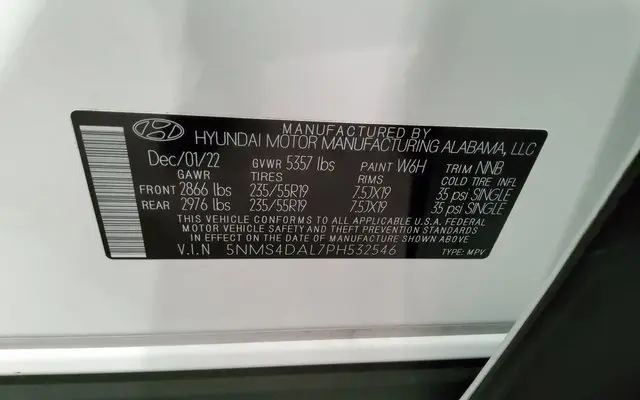 MANUFACTURED BY
HYUNDAI MOTOR MANUFACTURING ALABAMA, LLC
Dec/01/22 GVWR 5357 lbs PAINT W6H TRIM NNB
GAWR TIRES RIMS COLD TIRE INFL
FRONT 2866 lbs 235/55R19 7.5JX19 35 psi SINGLE
REAR 2976 lbs 235/55R19 7.5JX19 35 psi SINGLE
THIS VEHICLE CONFORMS TO ALL APPLICABLE U.S.A. FEDERAL
MOTOR VEHICLE SAFETY AND THEFT PREVENTION STANDARDS
IN EFFECT ON THE DATE OF MANUFACTURE SHOWN ABOVE
V.I.N 5NMS4DAL7PH532546 TYPE: MPV